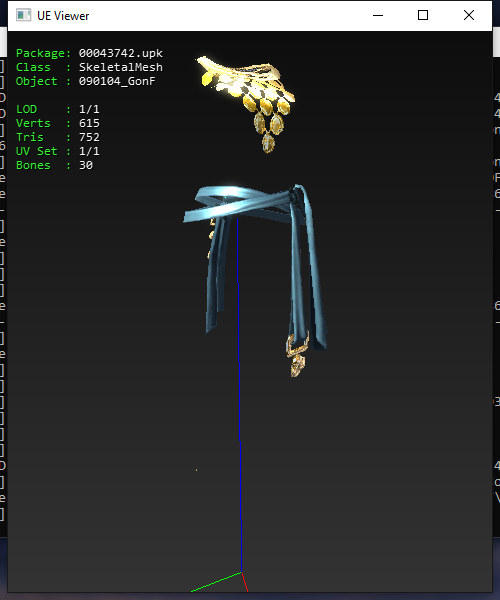 UE Viewer
Package: 00043742.upk
Class  : SkeletalMesh
Object : 090104_GonF
LOD    : 1/1
Verts  : 615
Tris   : 752
UV Set : 1/1
Bones  : 30